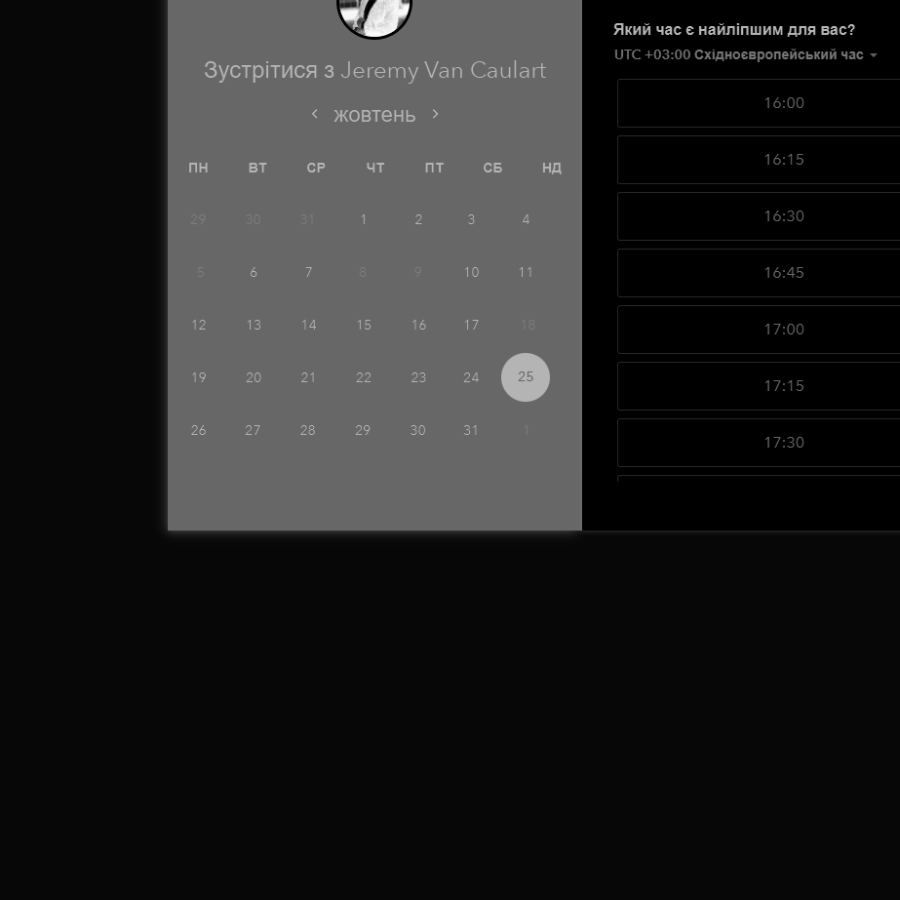 Зустрітися з Jeremy Van Caulart
жовтень
ПН ВТ СР ЧТ ПТ СБ НД
29 30 31 1 2 3 4
5 6 7 8 9 10 11
12 13 14 15 16 17 18
19 20 21 22 23 24 25
26 27 28 29 30 31 1
Який час є найліпшим для вас?
UTC +03:00 Східноєвропейський час
16:00
16:15
16:30
16:45
17:00
17:15
17:30